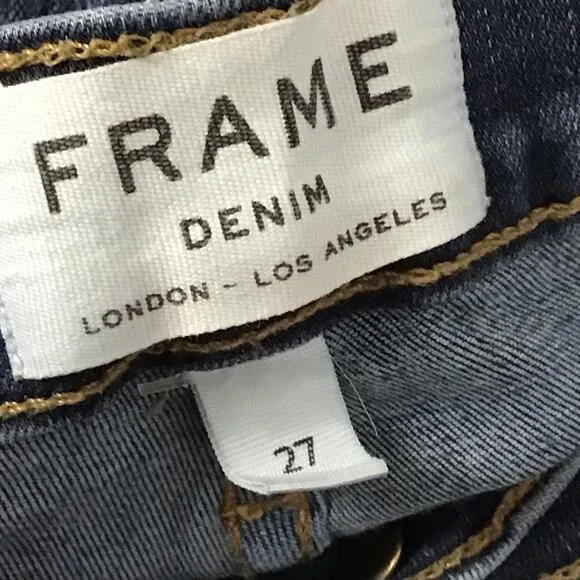 FRAME
DENIM
LONDON - LOS ANGELES
27